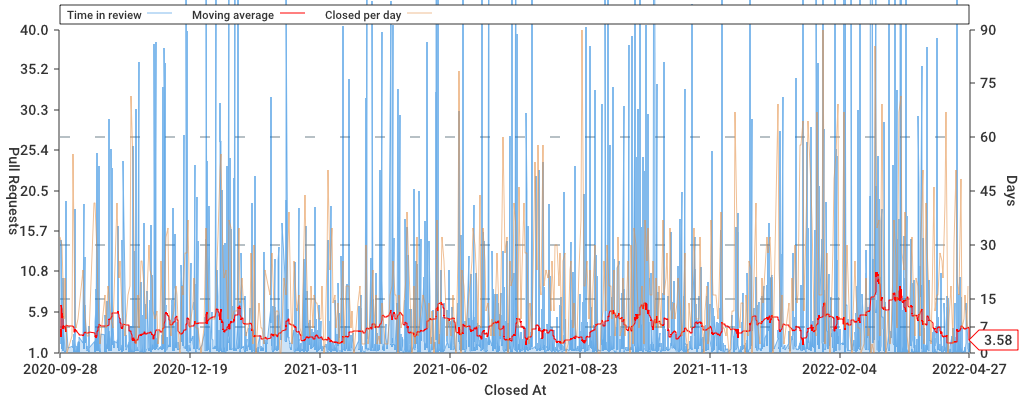 Time in review Moving average Closed per day
40.0 90
35.2 75
30.3 60
25.4 45
20.5 30
15.7 15
10.8 7
5.9 0
1.0
3.58
Pull Requests
Days
2020-09-28 2020-12-19 2021-03-11 2021-06-02 2021-08-23 2021-11-13 2022-02-04 2022-04-27
Closed At